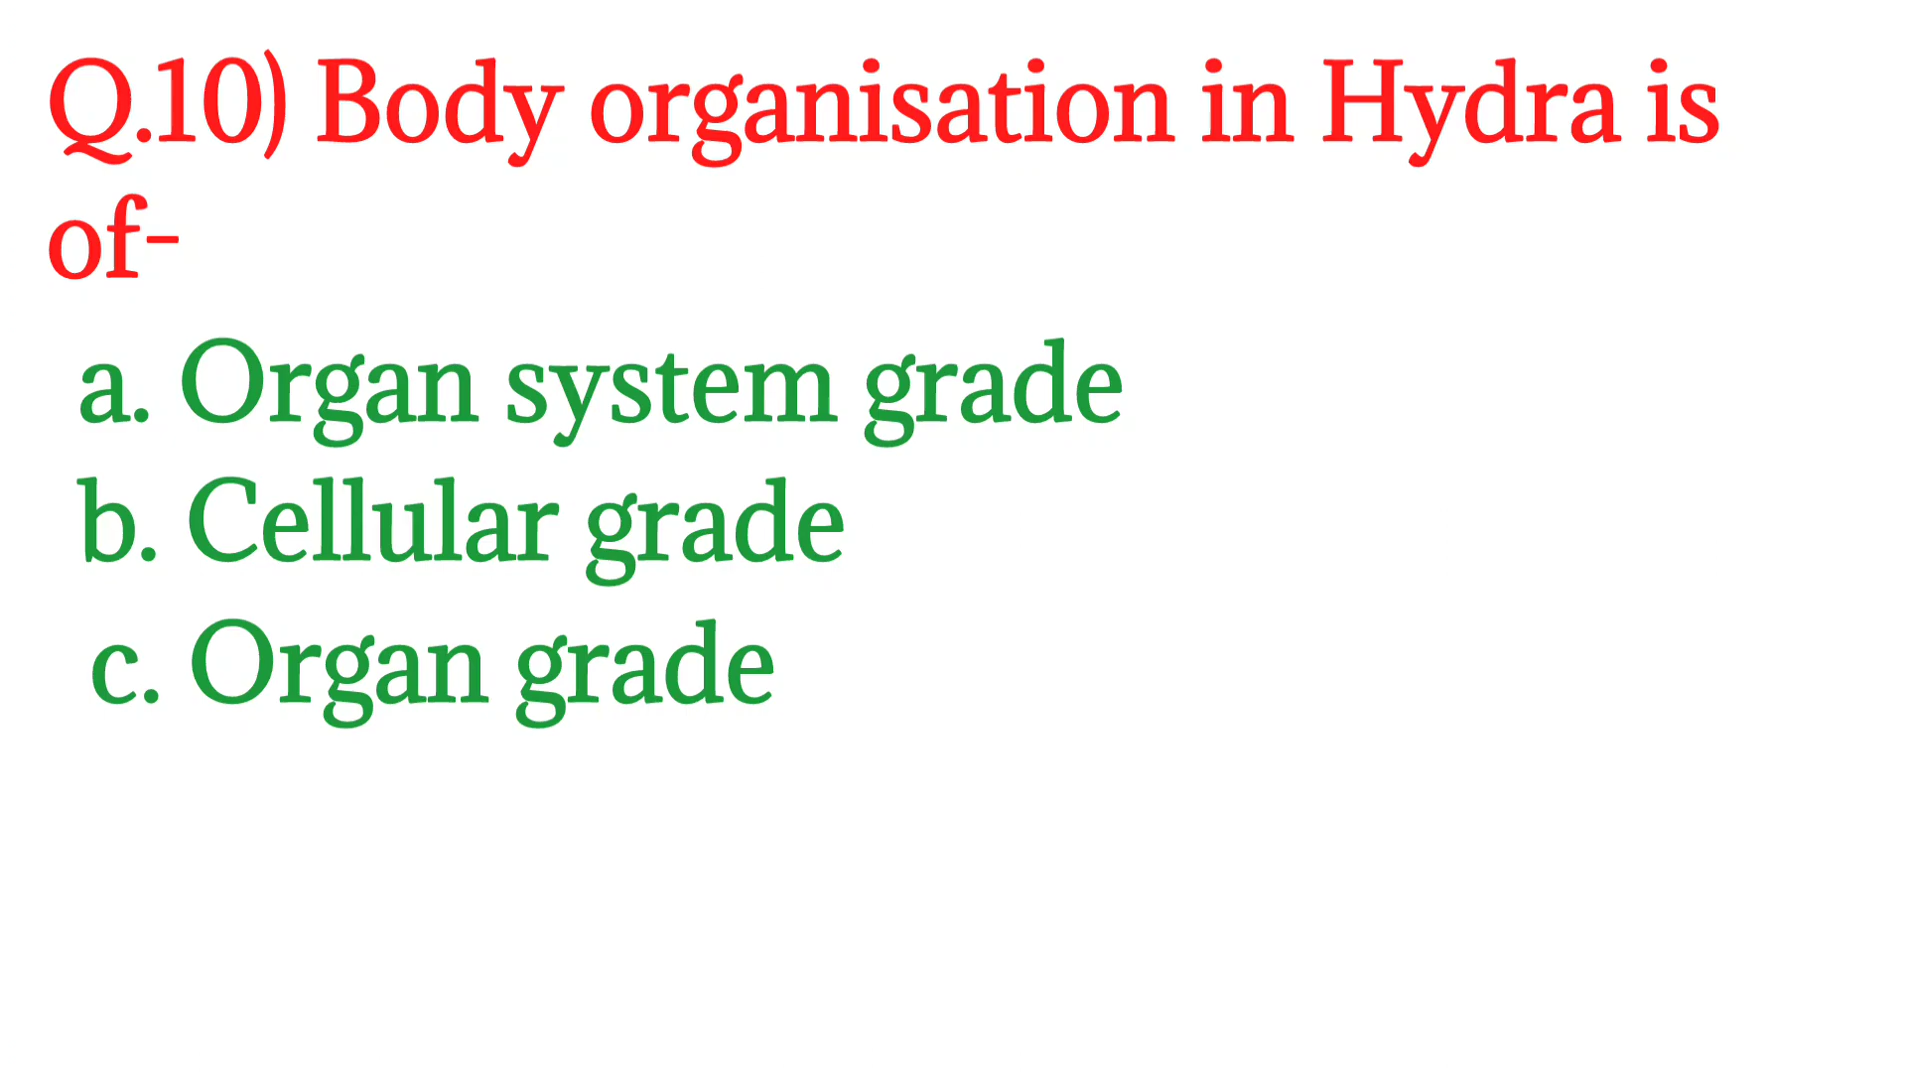 Q.10) Body organisation in Hydra is
of-
a. Organ system grade
b. Cellular grade
c. Organ grade